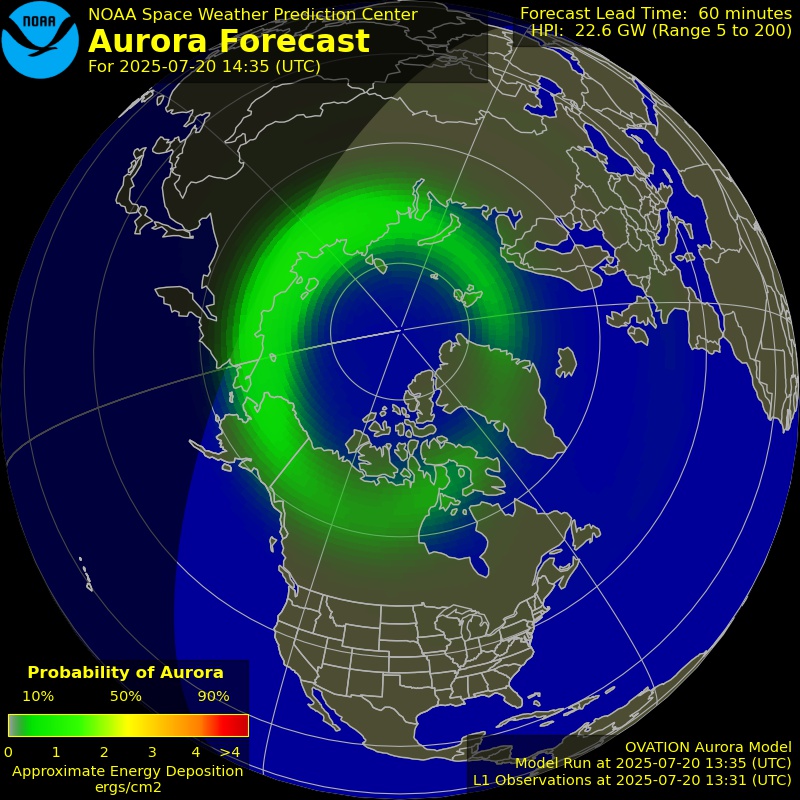 NOAA
NOAA Space Weather Prediction Center
Aurora Forecast
For 2025-07-20 14:35 (UTC)
Forecast Lead Time: 60 minutes
HPI: 22.6 GW (Range 5 to 200)
Probability of Aurora
10% 50% 90%
0 1 2 3 4 >4
Approximate Energy Deposition
ergs/cm2
OVATION Aurora Model
Model Run at 2025-07-20 13:35 (UTC)
L1 Observations at 2025-07-20 13:31 (UTC)